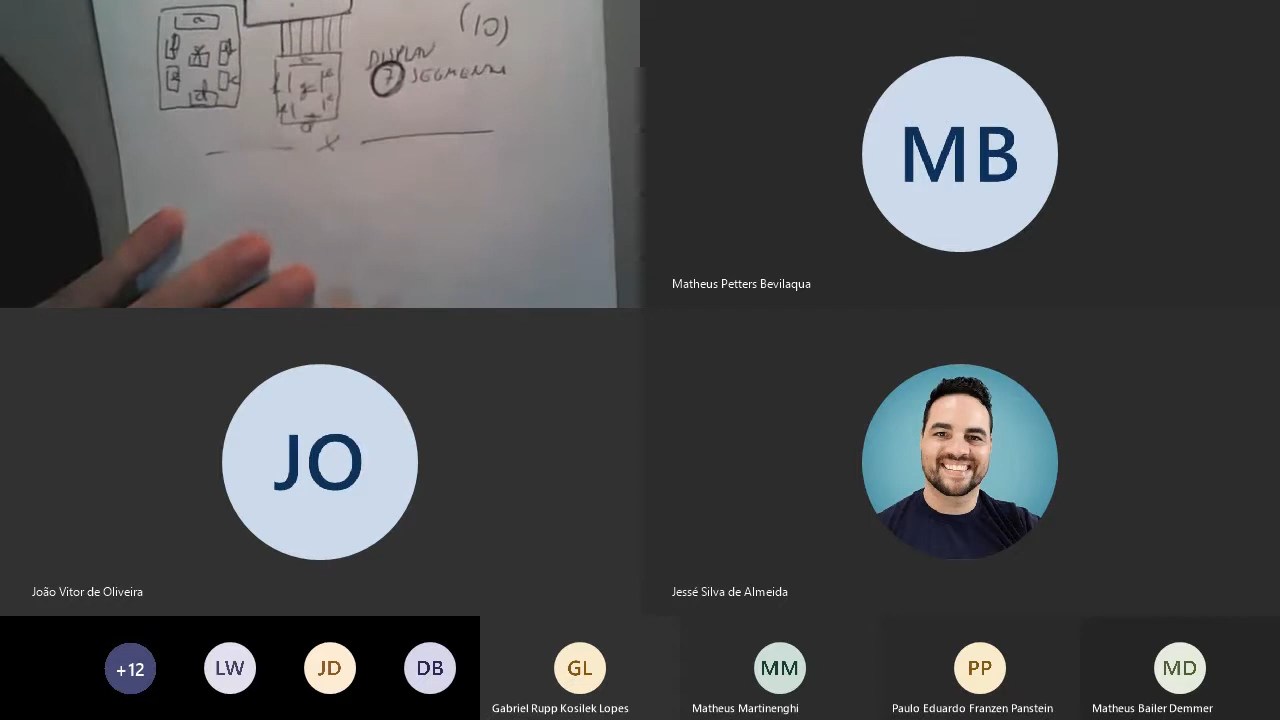 (10)
DISPLAY
7 SEGMENTOS
a
d
x
MB
Matheus Petters Bevilaqua
JO
João Vitor de Oliveira
Jessé Silva de Almeida
+12
LW
JD
DB
GL
MM
PP
MD
Gabriel Rupp Kosilek Lopes
Matheus Martinenghi
Paulo Eduardo Franzen Panstein
Matheus Bailer Demmer